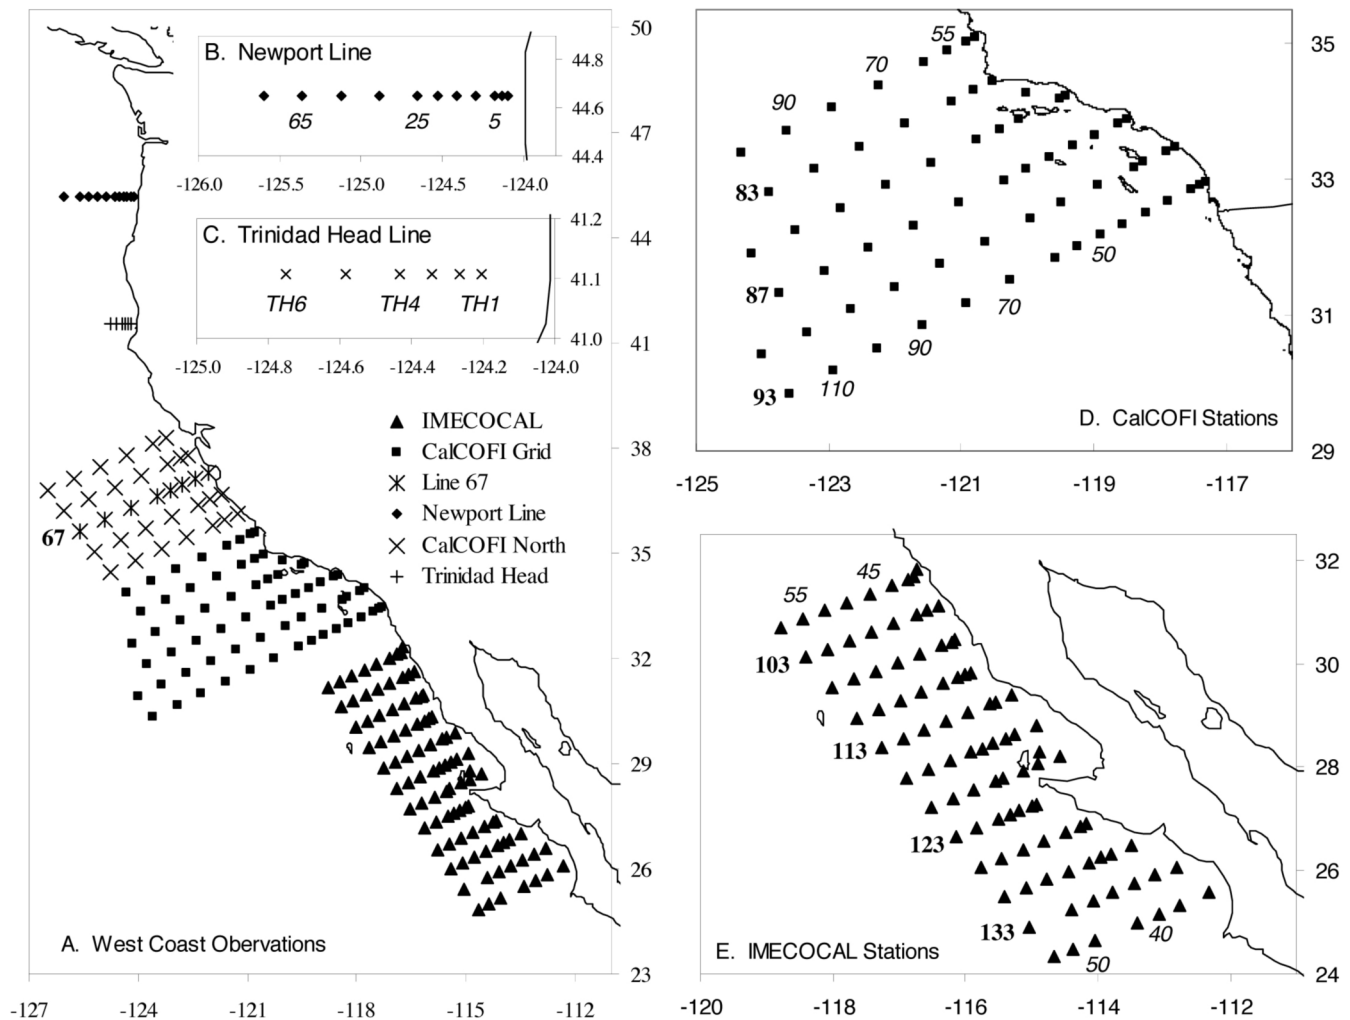 B. Newport Line
65 25 5
44.8
44.6
44.4
-126.0 -125.5 -125.0 -124.5 -124.0
C. Trinidad Head Line
TH6 TH4 TH1
41.2
41.1
41.0
-125.0 -124.8 -124.6 -124.4 -124.2 -124.0
IMECOCAL
CalCOFI Grid
Line 67
Newport Line
CalCOFI North
Trinidad Head
67
A. West Coast Obervations
50
47
44
41
38
35
32
29
26
23
-127 -124 -121 -118 -115 -112
55
70
90
83
87
93
50
70
90
110
D. CalCOFI Stations
35
33
31
29
-125 -123 -121 -119 -117
45
55
103
113
123
133
40
50
E. IMECOCAL Stations
32
30
28
26
24
-120 -118 -116 -114 -112